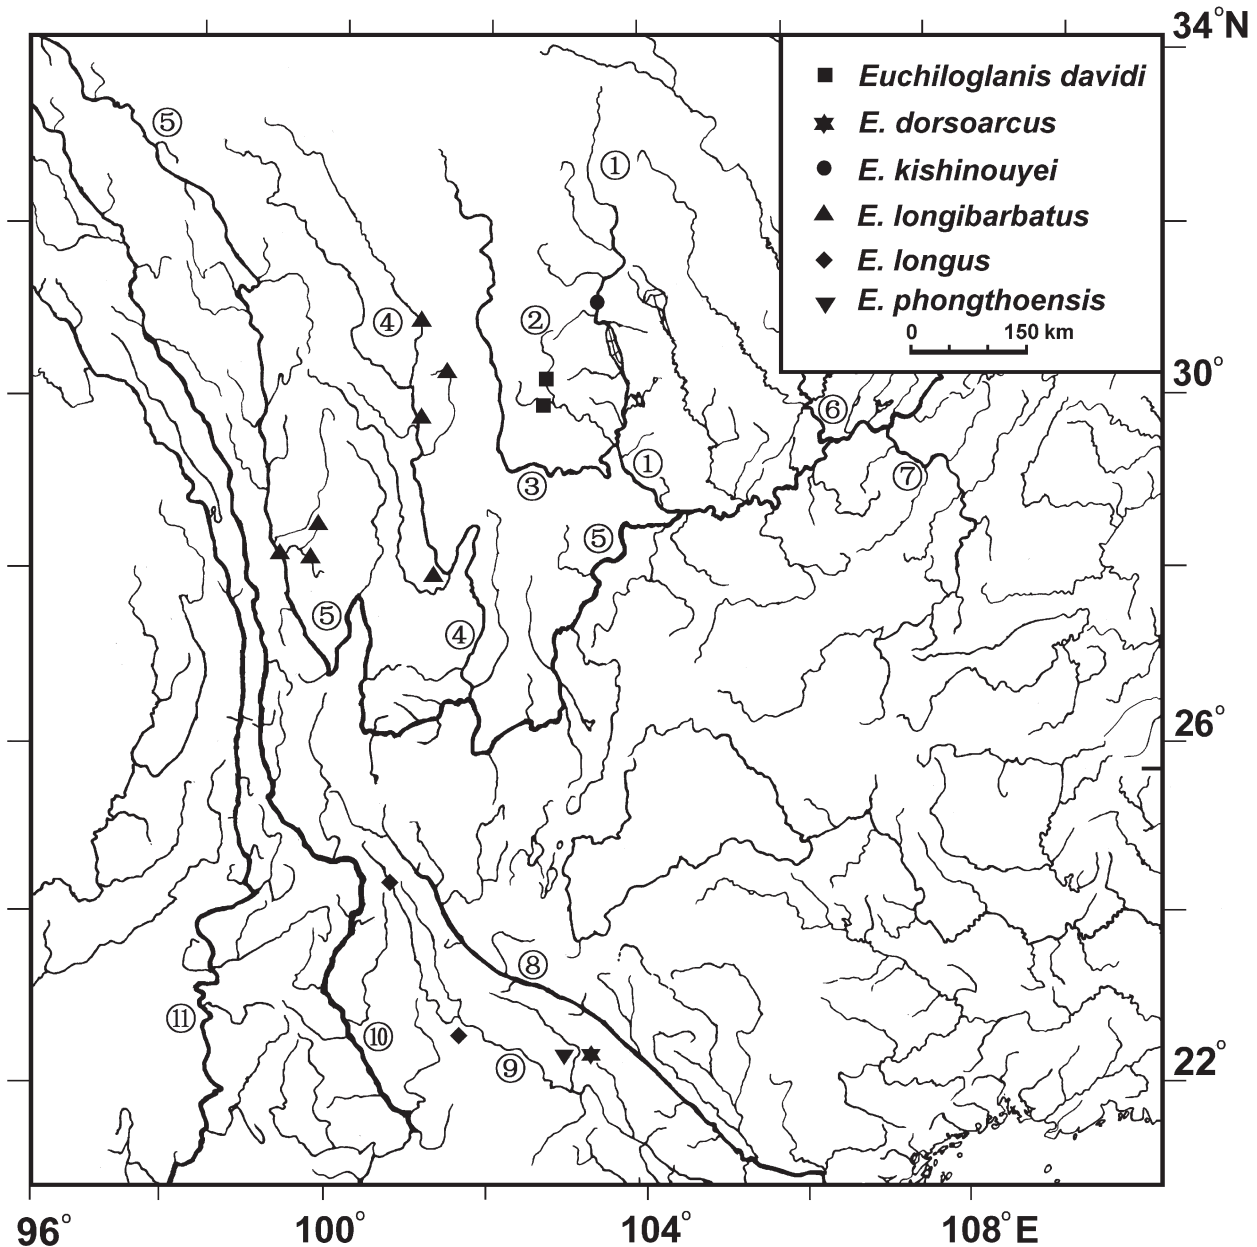 34°N
Euchiloglanis davidi
E. dorsoarcus
E. kishinouyei
E. longibarbatus
E. longus
E. phongthoensis
0 150 km
⑤
①
④
②
30°
⑥
①
⑦
③
⑤
⑤
④
26°
⑧
⑪
⑩
⑨
22°
96° 100° 104° 108°E